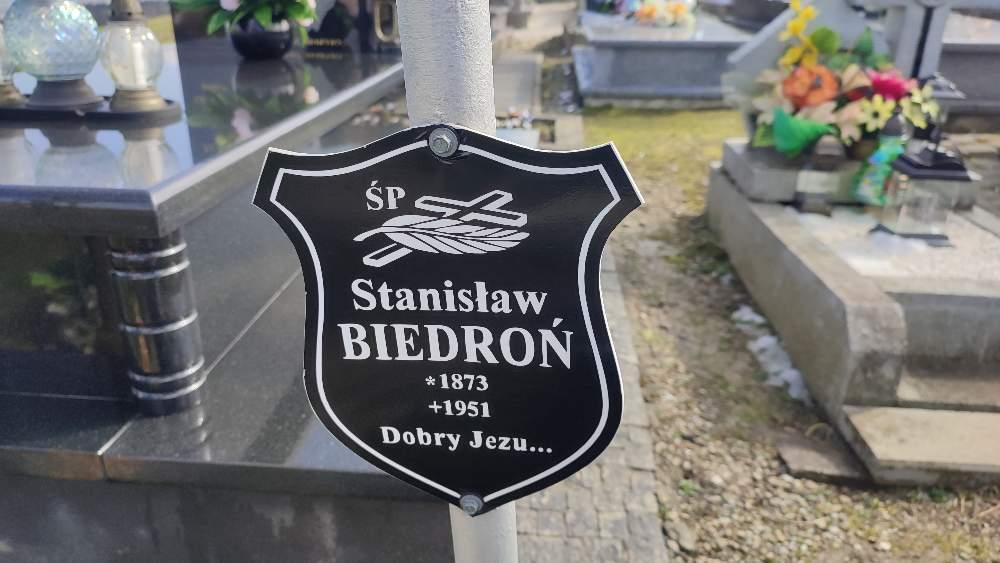 ŚP
Stanisław
BIEDROŃ
*1873
+1951
Dobry Jezu...